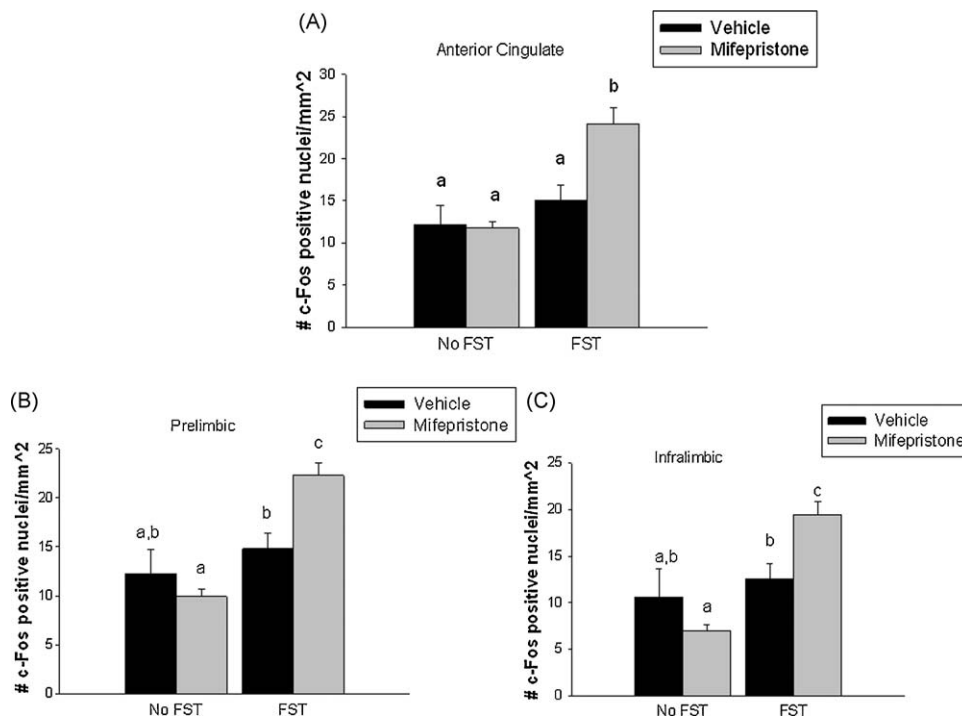 (A)
Vehicle
Mifepristone
Anterior Cingulate
# c-Fos positive nuclei/mm^2
30
25
20
15
10
5
0
a
a
a
b
No FST
FST
(B)
Vehicle
Mifepristone
Prelimbic
# c-Fos positive nuclei/mm^2
25
20
15
10
5
0
a,b
a
b
c
No FST
FST
(C)
Vehicle
Mifepristone
Infralimbic
# c-Fos positive nuclei/mm^2
25
20
15
10
5
0
a,b
a
b
c
No FST
FST